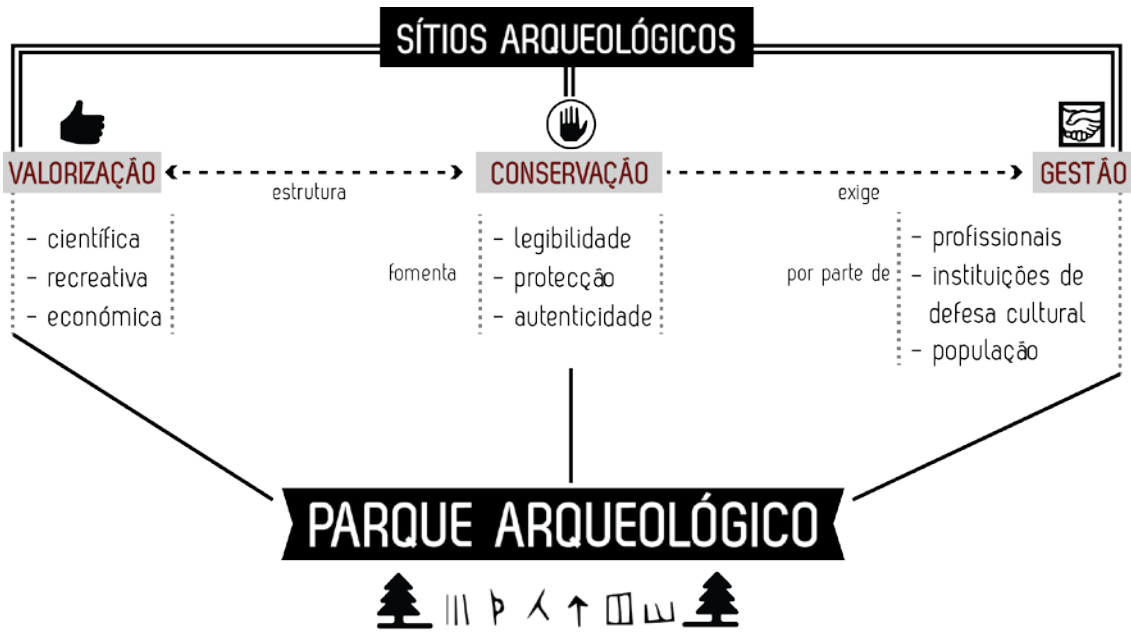 SÍTIOS ARQUEOLÓGICOS
VALORIZAÇÃO
estrutura
CONSERVAÇÃO
exige
GESTÃO
- científica
- recreativa
- económica
fomenta
- legibilidade
- protecção
- autenticidade
por parte de
- profissionais
- instituições de
defesa cultural
- população
PARQUE ARQUEOLÓGICO